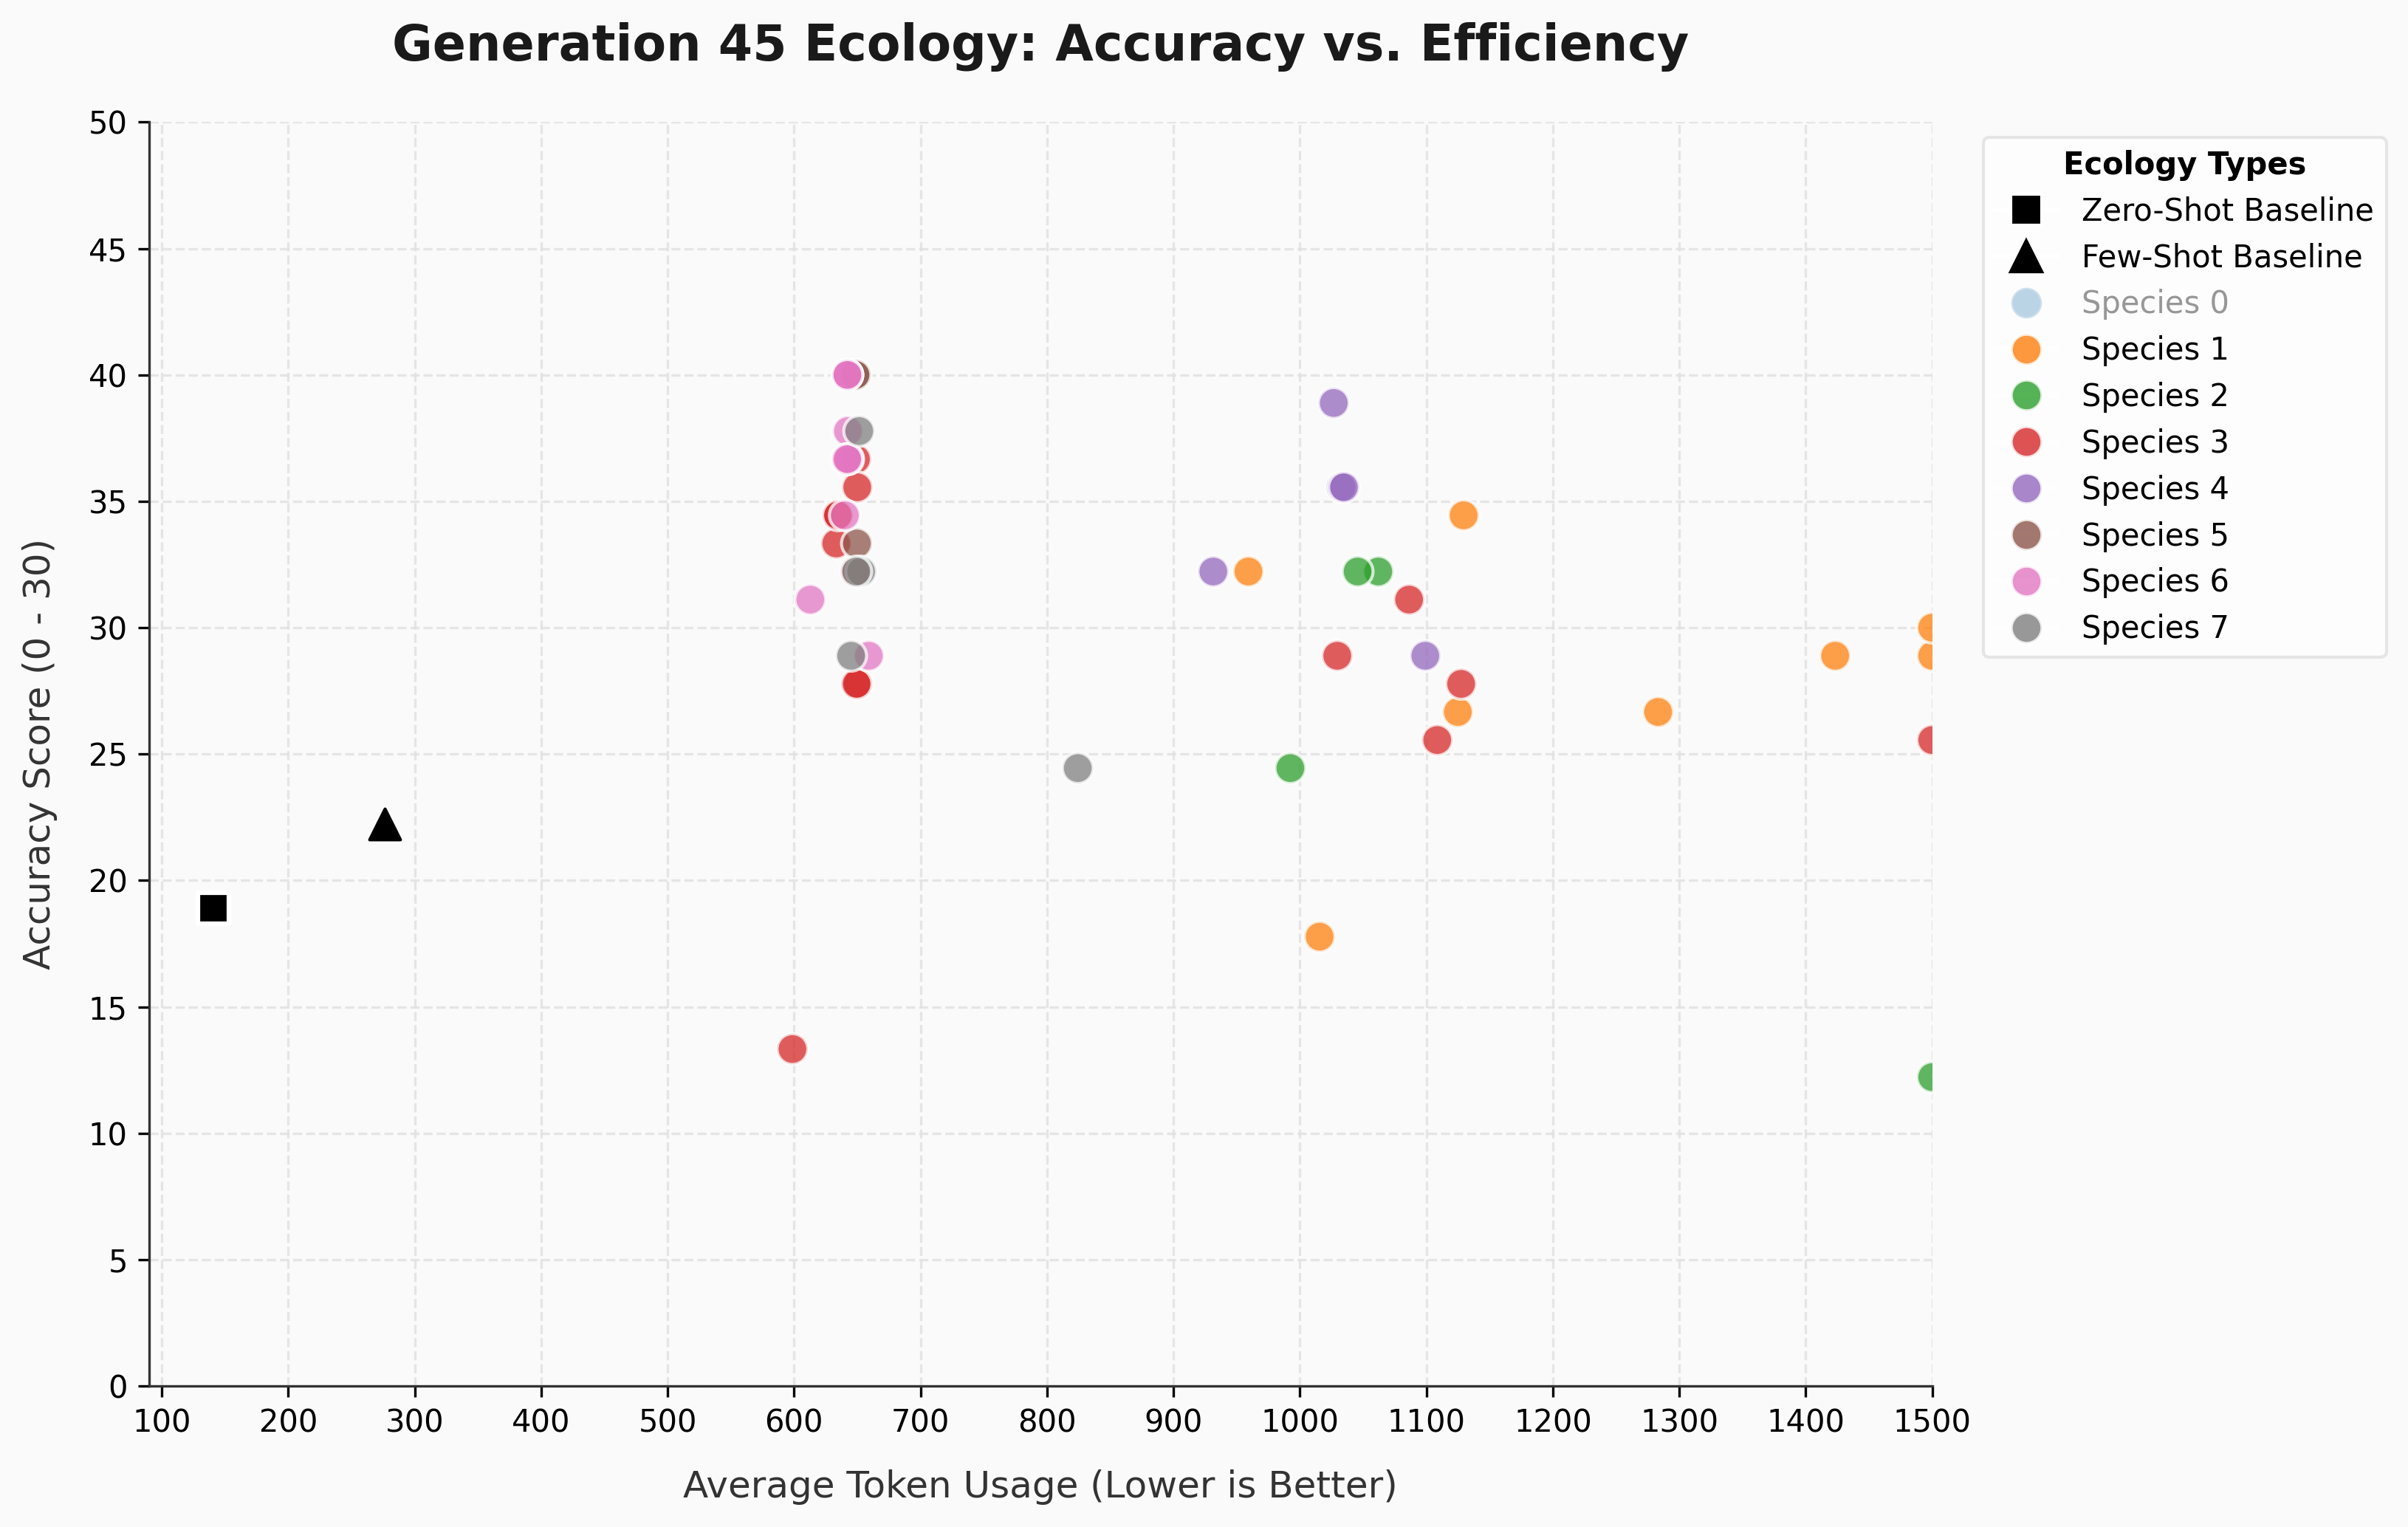 Generation 45 Ecology: Accuracy vs. Efficiency
50
45
40
35
30
25
20
15
10
5
0
Accuracy Score (0 - 30)
100 200 300 400 500 600 700 800 900 1000 1100 1200 1300 1400 1500
Average Token Usage (Lower is Better)
Ecology Types
Zero-Shot Baseline
Few-Shot Baseline
Species 0
Species 1
Species 2
Species 3
Species 4
Species 5
Species 6
Species 7